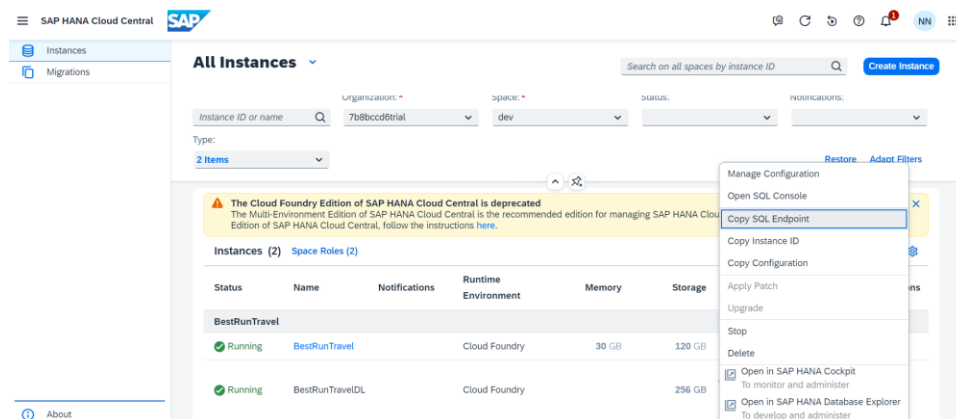 SAP HANA Cloud Central
SAP
1
NN
Instances
Migrations
About
All Instances
Search on all spaces by instance ID
Create Instance
Organization: *
Space: *
Status:
Notifications:
Instance ID or name
7b8bccd6trial
dev
Type:
2 Items
Restore
Adapt Filters
The Cloud Foundry Edition of SAP HANA Cloud Central is deprecated
The Multi-Environment Edition of SAP HANA Cloud Central is the recommended edition for managing SAP HANA Clou
Edition of SAP HANA Cloud Central, follow the instructions here.
Instances (2)
Space Roles (2)
Status
Name
Notifications
Runtime
Environment
Memory
Storage
ns
BestRunTravel
Running
BestRunTravel
Cloud Foundry
30 GB
120 GB
Running
BestRunTravelDL
Cloud Foundry
256 GB
Manage Configuration
Open SQL Console
Copy SQL Endpoint
Copy Instance ID
Copy Configuration
Apply Patch
Upgrade
Stop
Delete
Open in SAP HANA Cockpit
To monitor and administer
Open in SAP HANA Database Explorer
To develop and administer